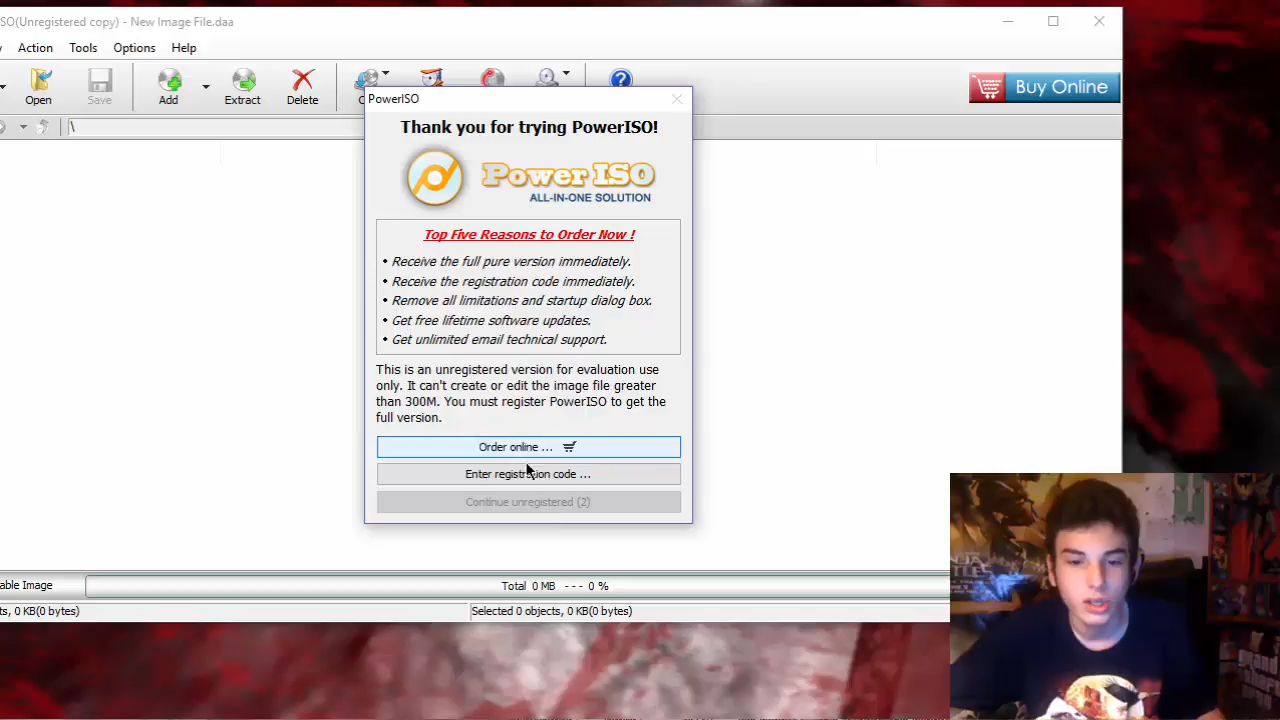 SO(Unregistered copy) - New Image File.daa
Action Tools Options Help
Open Save Add Extract Delete
Buy Online
\
PowerISO
Thank you for trying PowerISO!
Power ISO
ALL-IN-ONE SOLUTION
Top Five Reasons to Order Now !
• Receive the full pure version immediately.
• Receive the registration code immediately.
• Remove all limitations and startup dialog box.
• Get free lifetime software updates.
• Get unlimited email technical support.
This is an unregistered version for evaluation use
only. It can't create or edit the image file greater
than 300M. You must register PowerISO to get the
full version.
Order online ...
Enter registration code ...
Continue unregistered (2)
able Image Total 0 MB --- 0 %
ts, 0 KB(0 bytes) Selected 0 objects, 0 KB(0 bytes)